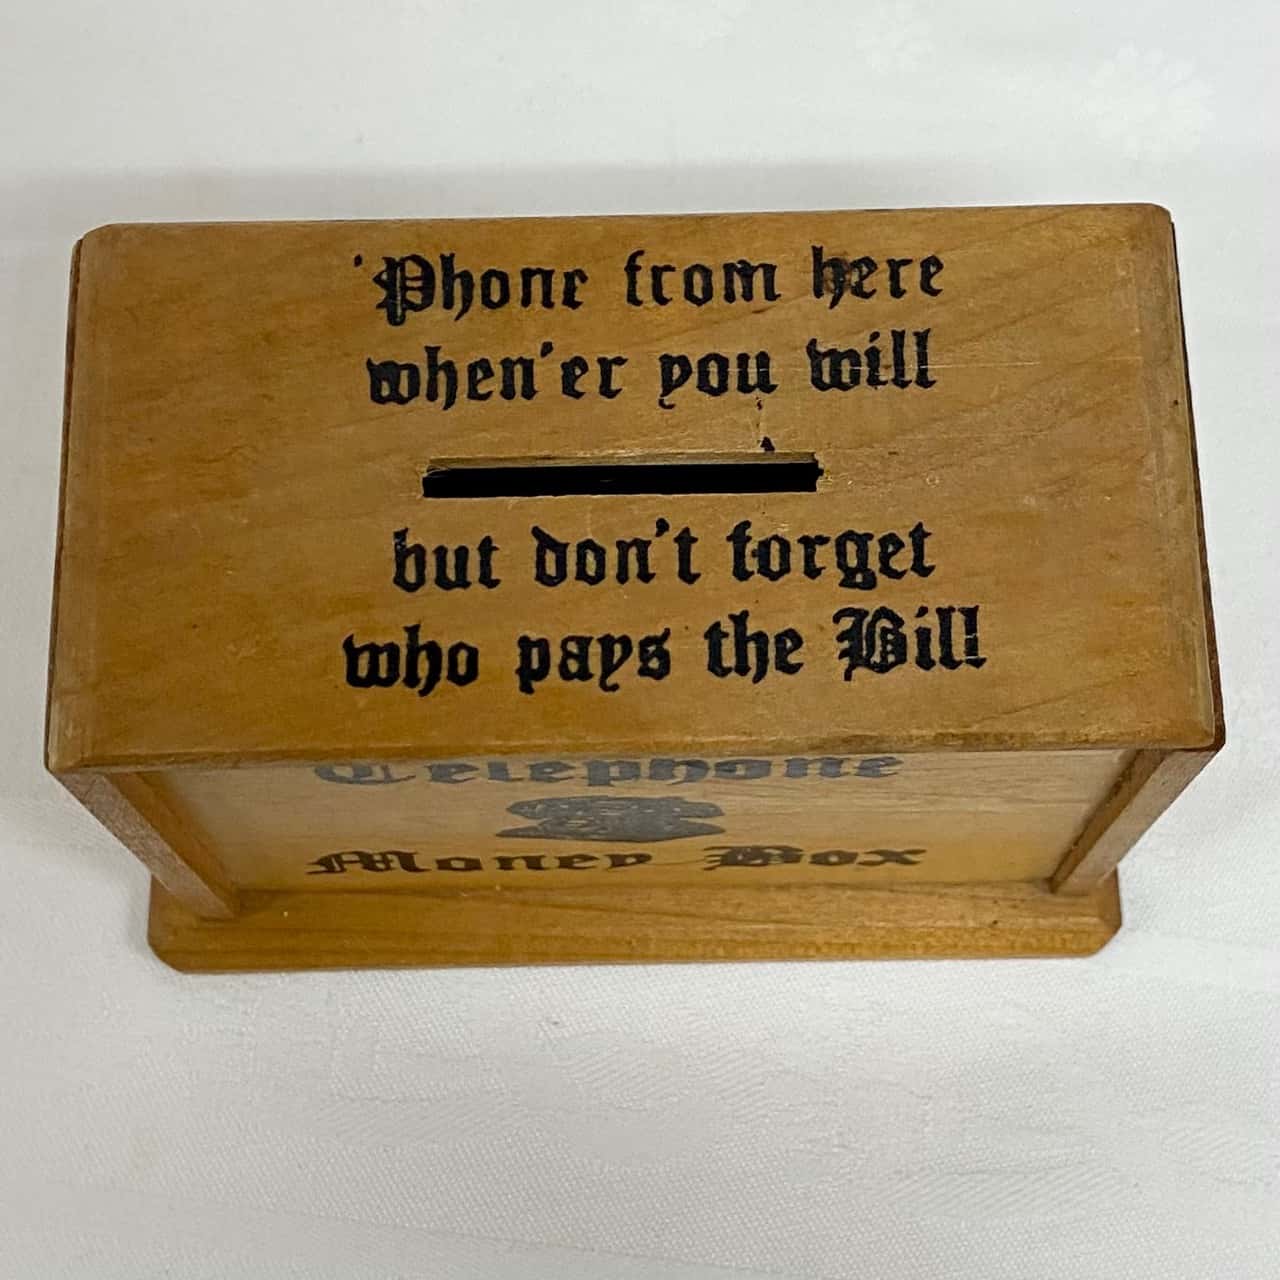 'Phone from here
when'er you will
but don't forget
who pays the Bill
Telephone
Money Box